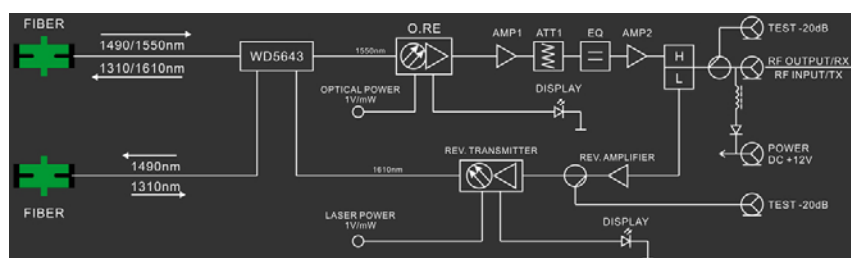 FIBER
1490/1550nm
1310/1610nm
WD5643
1550nm
O.RE
AMP1
ATT1
EQ
AMP2
H
L
TEST -20dB
RF OUTPUT/RX
RF INPUT/TX
OPTICAL POWER
1V/mW
DISPLAY
POWER
DC +12V
1490nm
1310nm
FIBER
1610nm
REV. TRANSMITTER
REV. AMPLIFIER
TEST -20dB
LASER POWER
1V/mW
DISPLAY